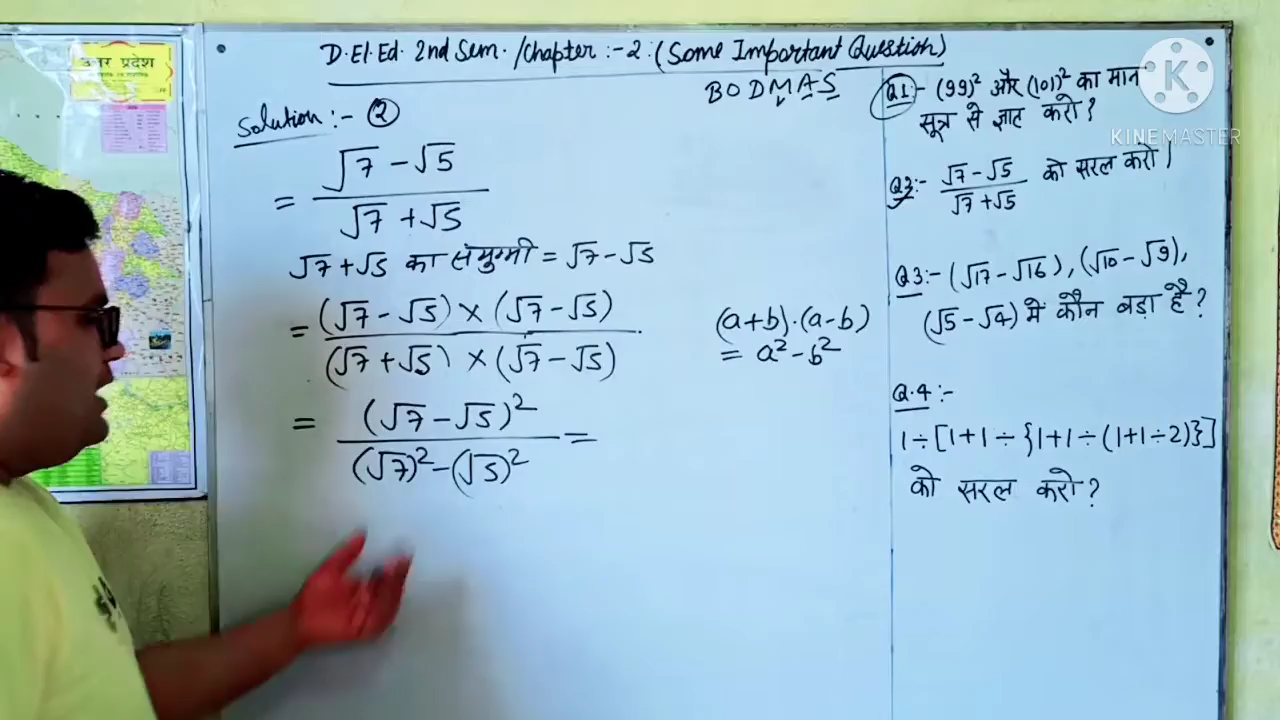 D.El.Ed. 2nd Sem. /Chapter :- 2 : (Some Important Question)
BODMAS
Solution :- ②
= √7 - √5 / √7 + √5
√7 + √5 का संयुग्मी = √7 - √5
= (√7 - √5) × (√7 - √5) / (√7 + √5) × (√7 - √5)
= (√7 - √5)² / (√7)² - (√5)² =
(a+b).(a-b)
= a² - b²
Q1:- (99)² और (101)² का मान
सूत्र से ज्ञात करो ?
Q2:- √7 - √5 / √7 + √5 को सरल करो ।
Q3:- (√17 - √16), (√10 - √9),
(√5 - √4) में कौन बड़ा है ?
Q.4 :-
1÷[1+1÷{1+1÷(1+1÷2)}]
को सरल करो ?
उत्तर प्रदेश
KINEMASTER